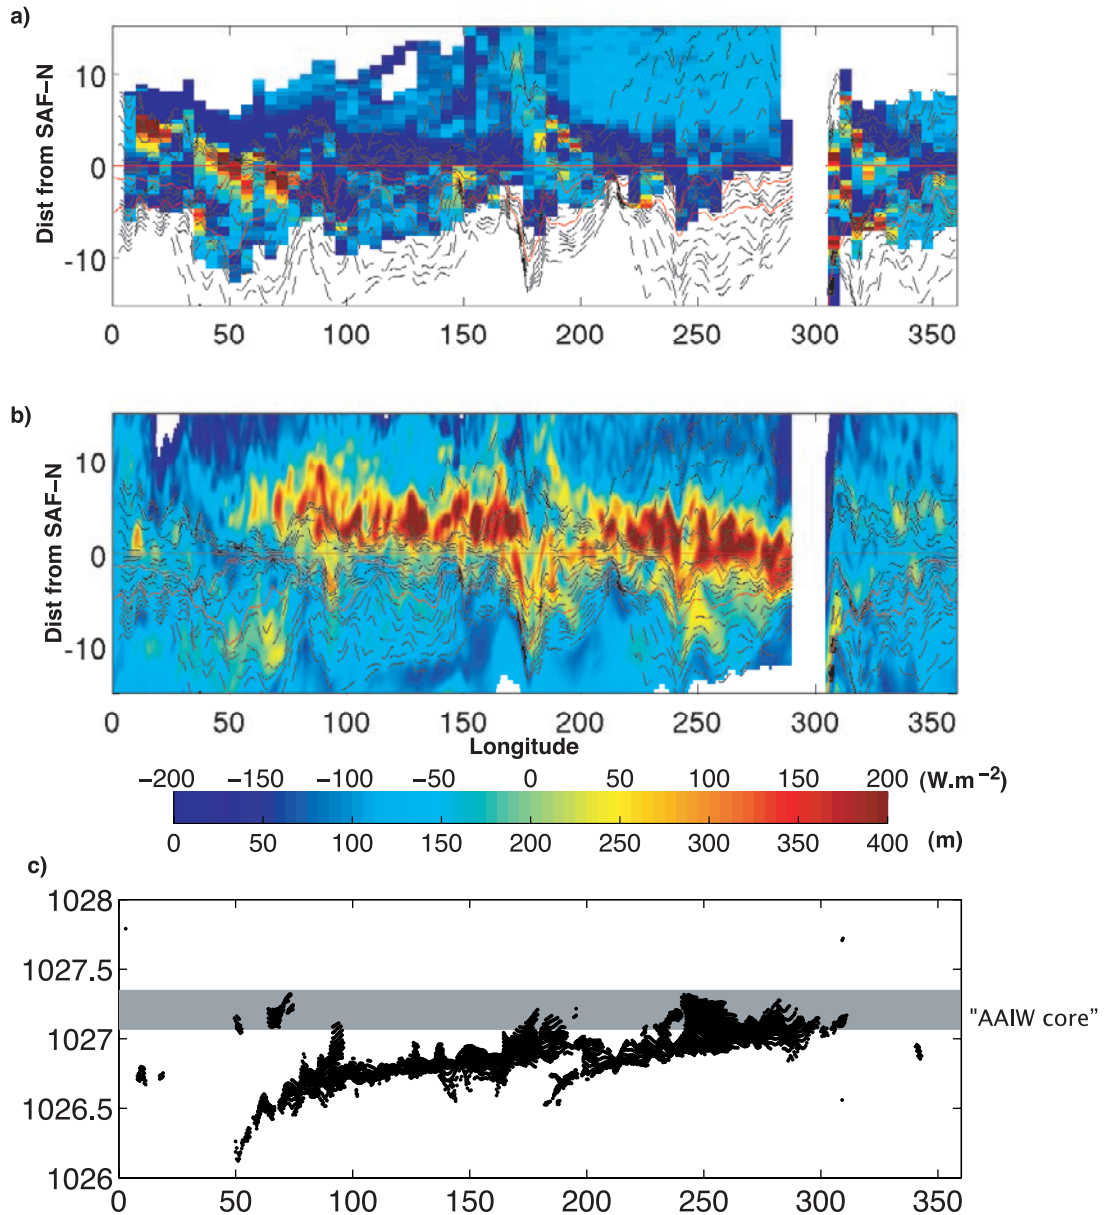 a)
Dist from SAF−N
10
0
-10
0 50 100 150 200 250 300 350
b)
Dist from SAF−N
10
0
-10
0 50 100 150 200 250 300 350
Longitude
−200 −150 −100 −50 0 50 100 150 200 (W.m−2)
0 50 100 150 200 250 300 350 400 (m)
c)
1028
1027.5
1027
1026.5
1026
"AAIW core"
0 50 100 150 200 250 300 350